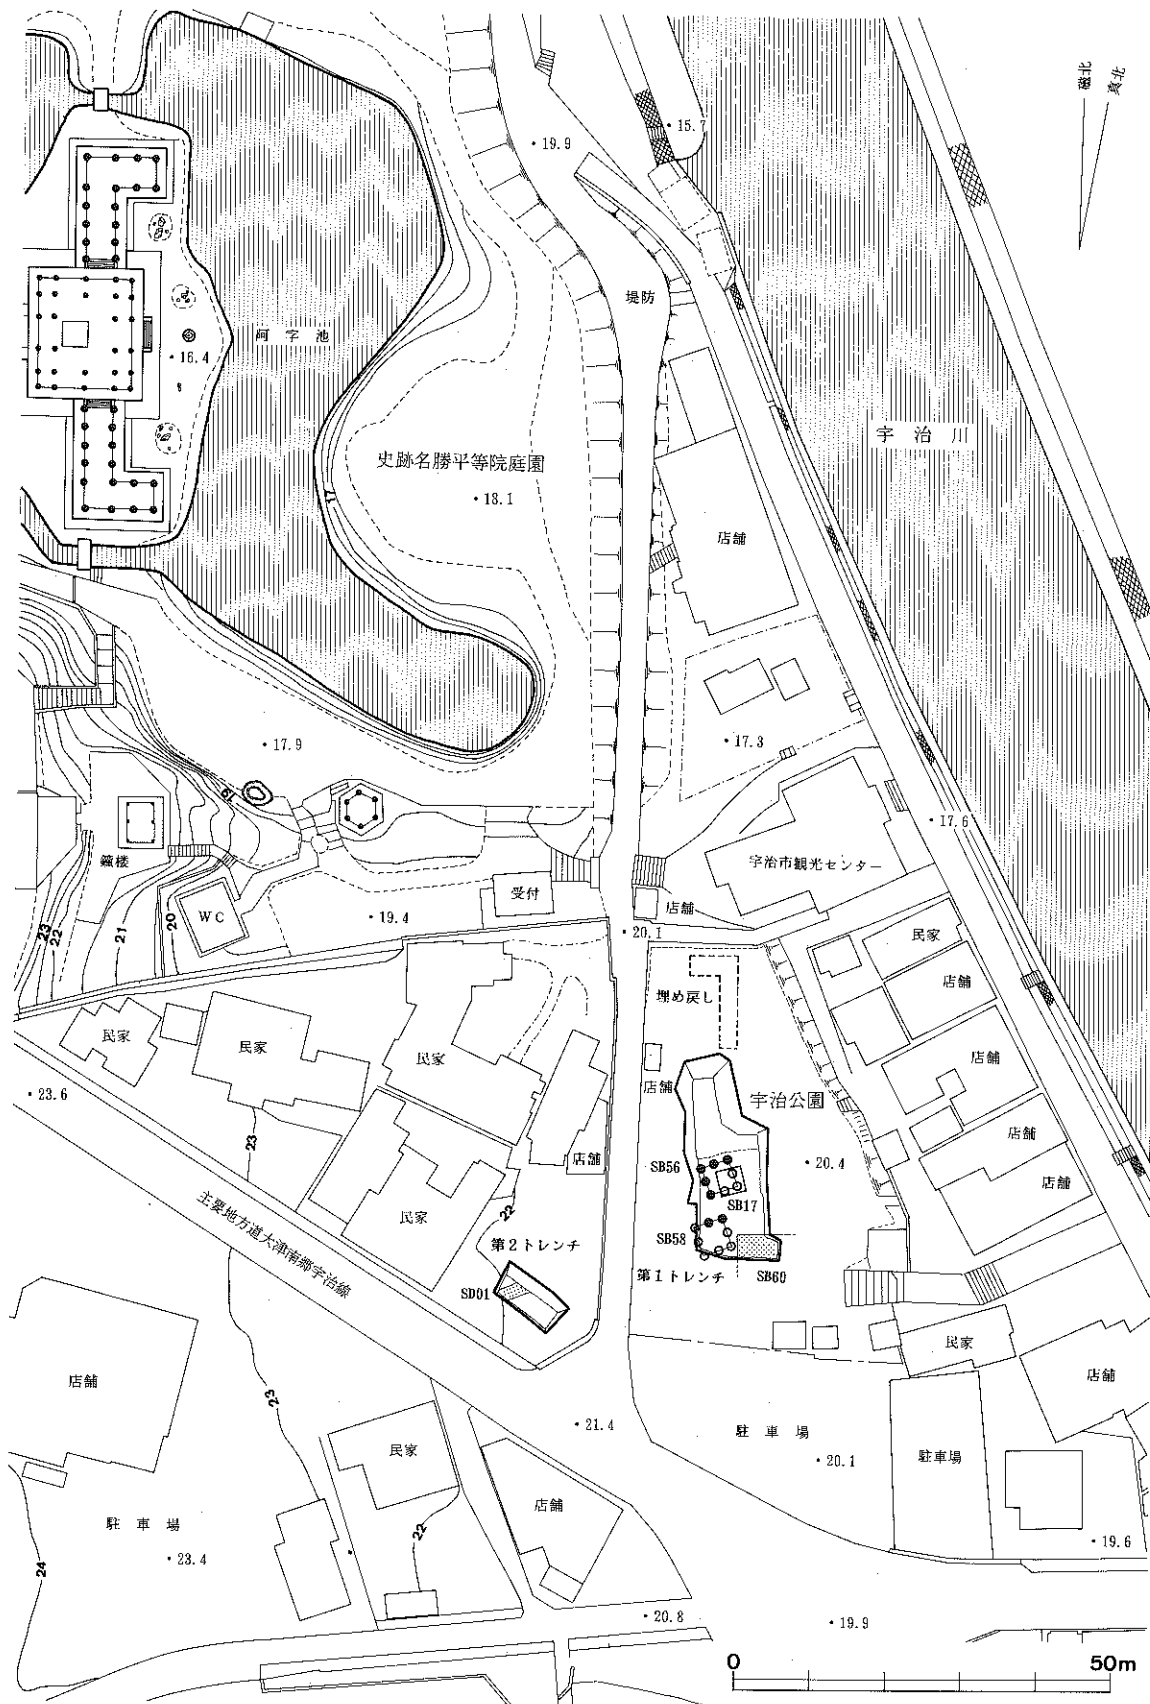 磁北
真北
・15.7
・19.9
堤防
阿字池
・16.4
宇治川
史跡名勝平等院庭園
・18.1
店舗
・17.3
・17.9
19
・17.6
宇治市観光センター
鐘楼
受付
店舗
WC
・19.4
・20.1
民家
23
22
21
20
店舗
埋め戻し
民家
民家
民家
店舗
店舗
宇治公園
・23.6
23
店舗
SB56
・20.4
店舗
店舗
SB17
主要地方道大津南郷宇治線
民家
22
SB58
第2トレンチ
第1トレンチ
SB60
SD01
民家
店舗
店舗
23
・21.4
駐車場
民家
・20.1
駐車場
店舗
駐車場
22
・19.6
・23.4
24
・20.8
・19.9
0
50m